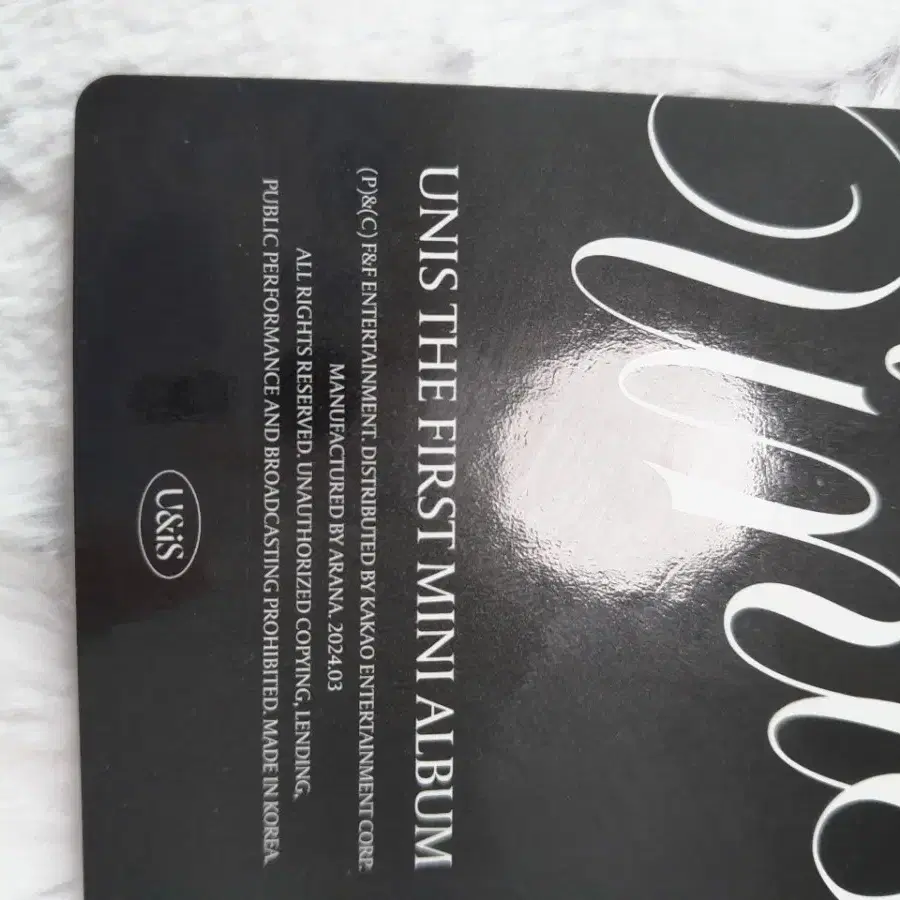 UNIS THE FIRST MINI ALBUM
(P)&(C) F&F ENTERTAINMENT. DISTRIBUTED BY KAKAO ENTERTAINMENT CORP.
MANUFACTURED BY ARANA. 2024.03
ALL RIGHTS RESERVED. UNAUTHORIZED COPYING, LENDING,
PUBLIC PERFORMANCE AND BROADCASTING PROHIBITED. MADE IN KOREA.
U&iS